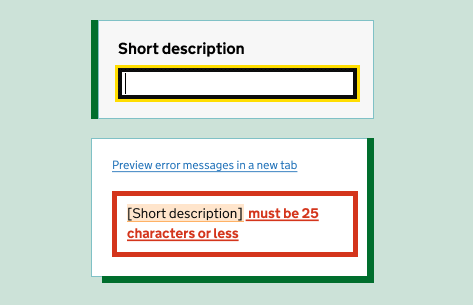 Short description
Preview error messages in a new tab
[Short description] must be 25
characters or less